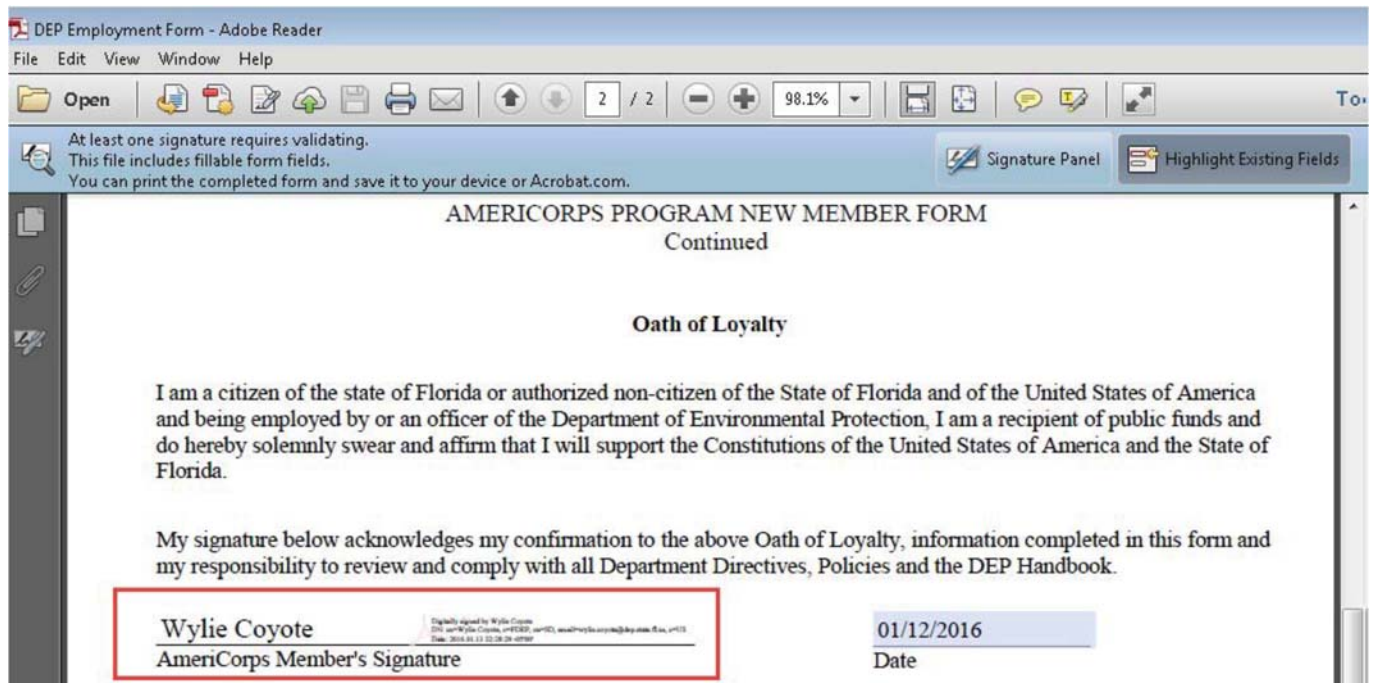 DEP Employment Form - Adobe Reader
File Edit View Window Help
Open 2 / 2 98.1%
At least one signature requires validating.
This file includes fillable form fields.
You can print the completed form and save it to your device or Acrobat.com.
Signature Panel
Highlight Existing Fields
AMERICORPS PROGRAM NEW MEMBER FORM
Continued
Oath of Loyalty
I am a citizen of the state of Florida or authorized non-citizen of the State of Florida and of the United States of America
and being employed by or an officer of the Department of Environmental Protection, I am a recipient of public funds and
do hereby solemnly swear and affirm that I will support the Constitutions of the United States of America and the State of
Florida.
My signature below acknowledges my confirmation to the above Oath of Loyalty, information completed in this form and
my responsibility to review and comply with all Department Directives, Policies and the DEP Handbook.
Wylie Coyote
Digitally signed by Wylie Coyote
01/12/2016
AmeriCorps Member's Signature
Date